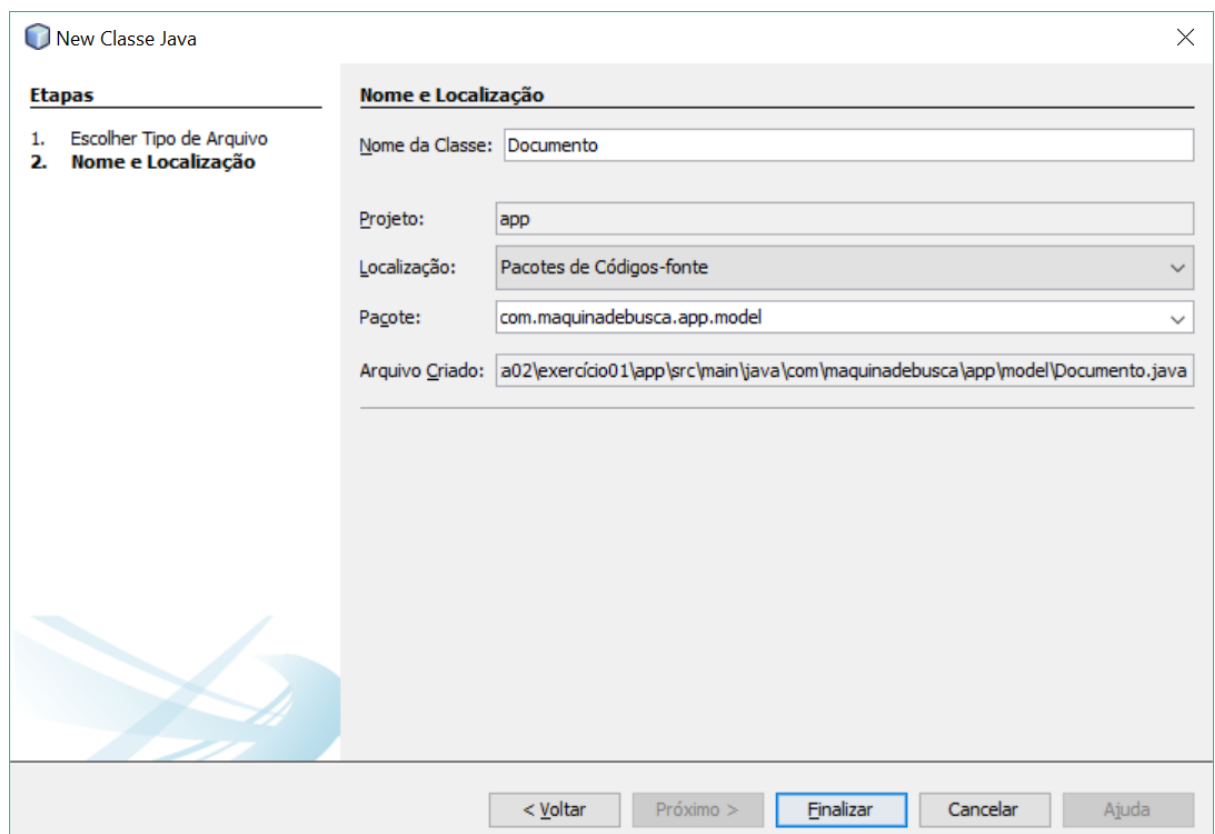 New Classe Java
Etapas
1. Escolher Tipo de Arquivo
2. Nome e Localização
Nome e Localização
Nome da Classe: Documento
Projeto: app
Localização: Pacotes de Códigos-fonte
Pacote: com.maquinadebusca.app.model
Arquivo Criado: a02\exercício01\app\src\main\java\com\maquinadebusca\app\model\Documento.java
< Voltar Próximo > Finalizar Cancelar Ajuda